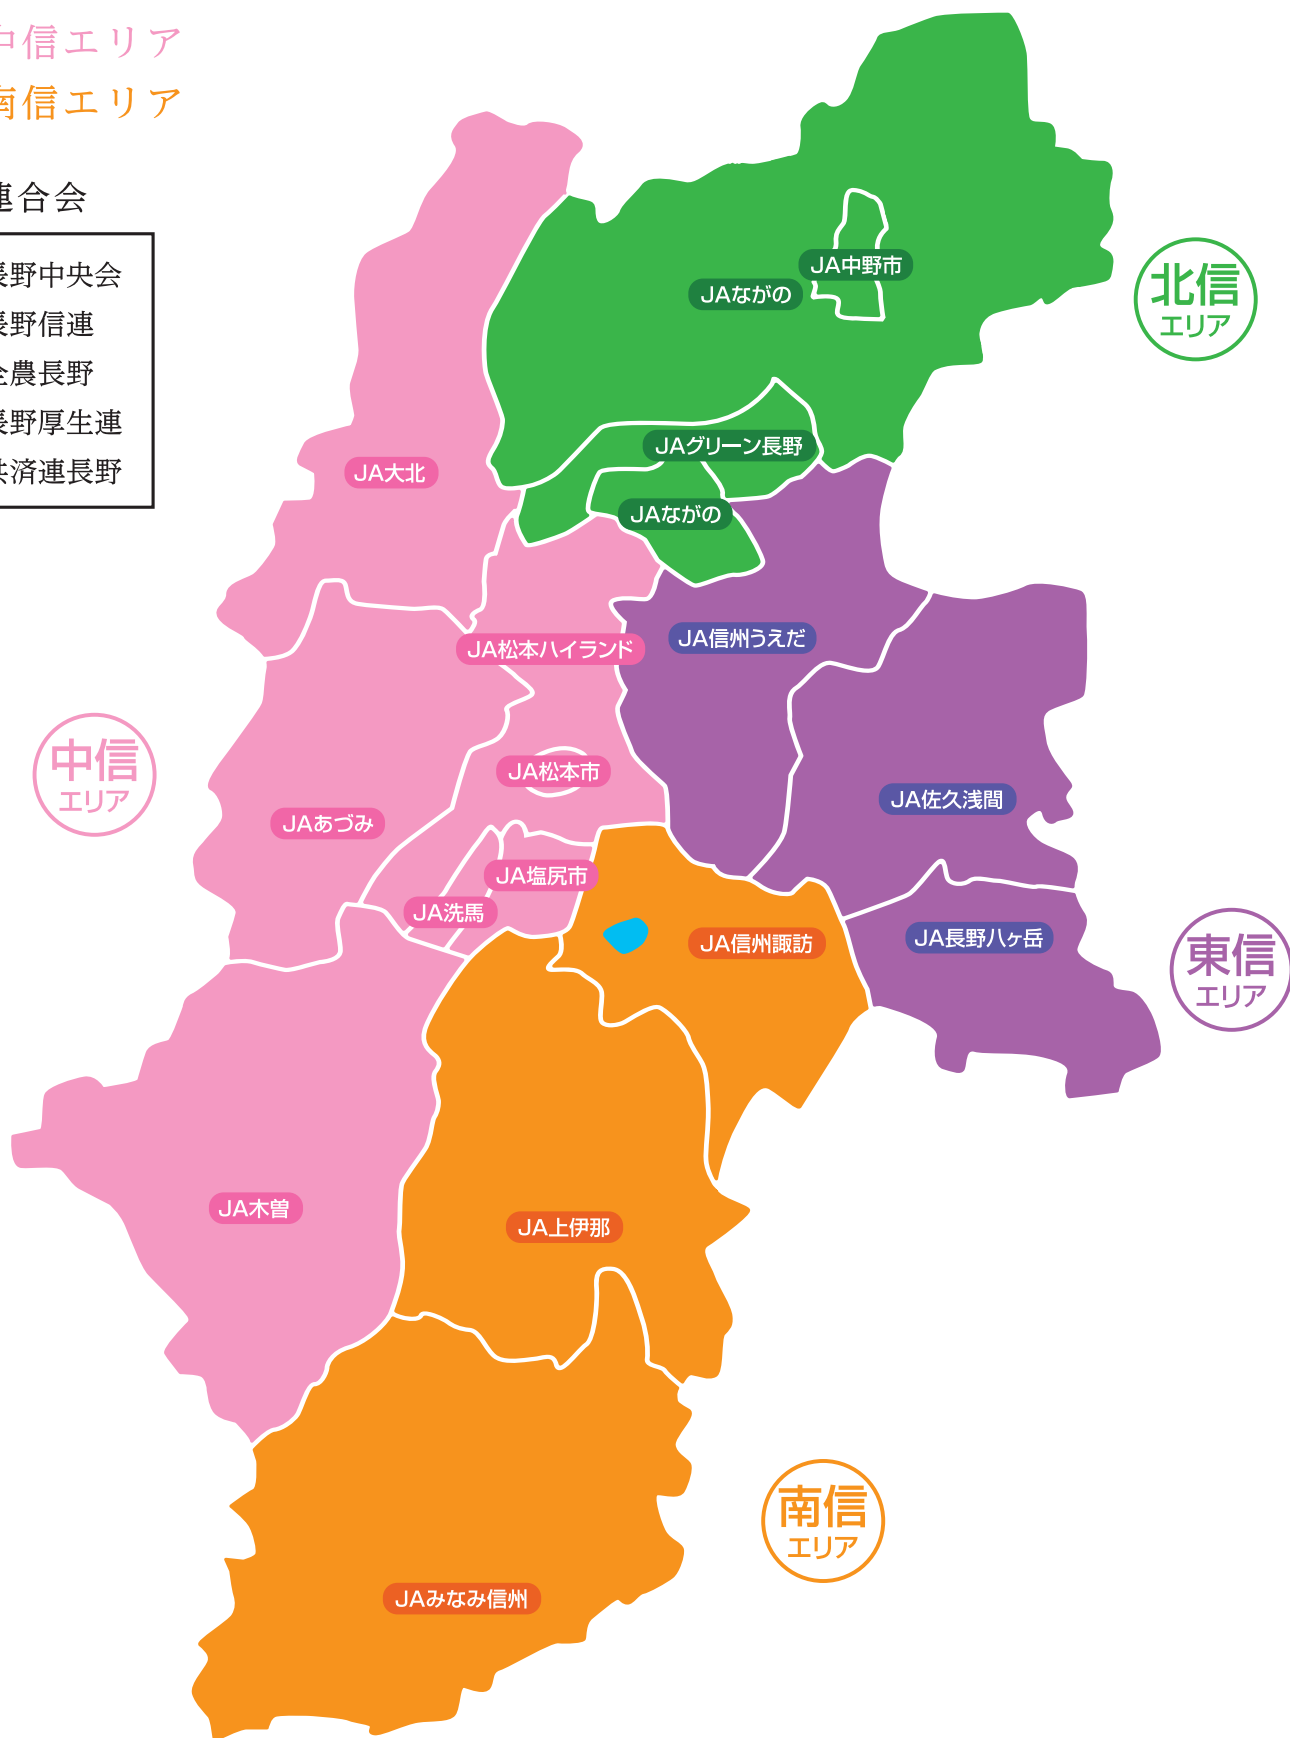 中信エリア
南信エリア
連合会
長野中央会
長野信連
全農長野
長野厚生連
共済連長野
北信
エリア
JA中野市
JAながの
JAグリーン長野
JA大北
JAながの
JA信州うえだ
JA松本ハイランド
中信
エリア
JA松本市
JA佐久浅間
JAあづみ
JA塩尻市
JA洗馬
JA信州諏訪
JA長野八ヶ岳
東信
エリア
JA木曽
JA上伊那
南信
エリア
JAみなみ信州